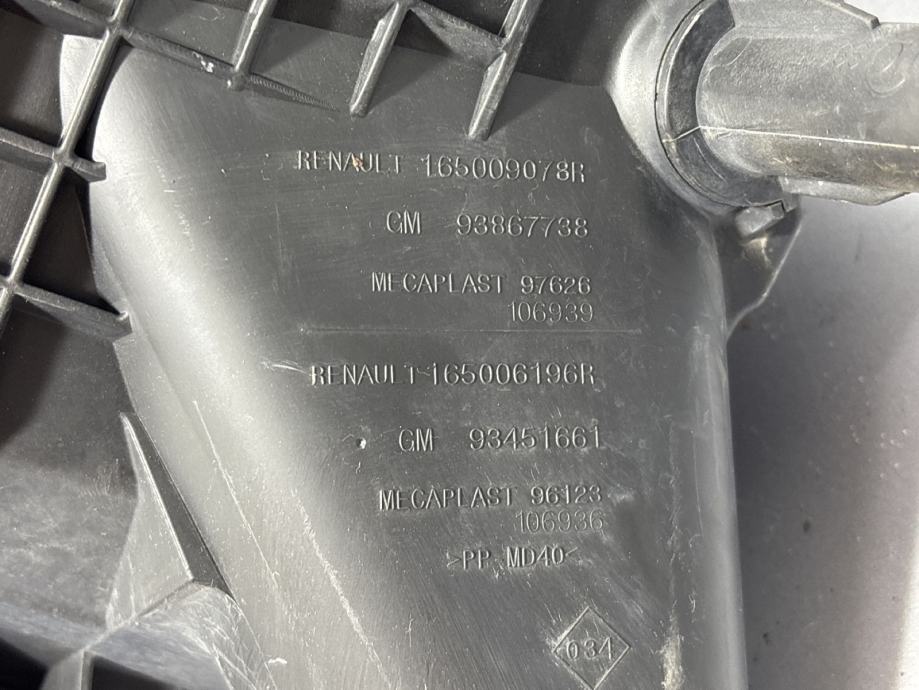 RENAULT 165009078R
GM 93867738
MECAPLAST 97626
106939
RENAULT 165006196R
GM 93451661
MECAPLAST 96123
106936
>PP MD40<
034